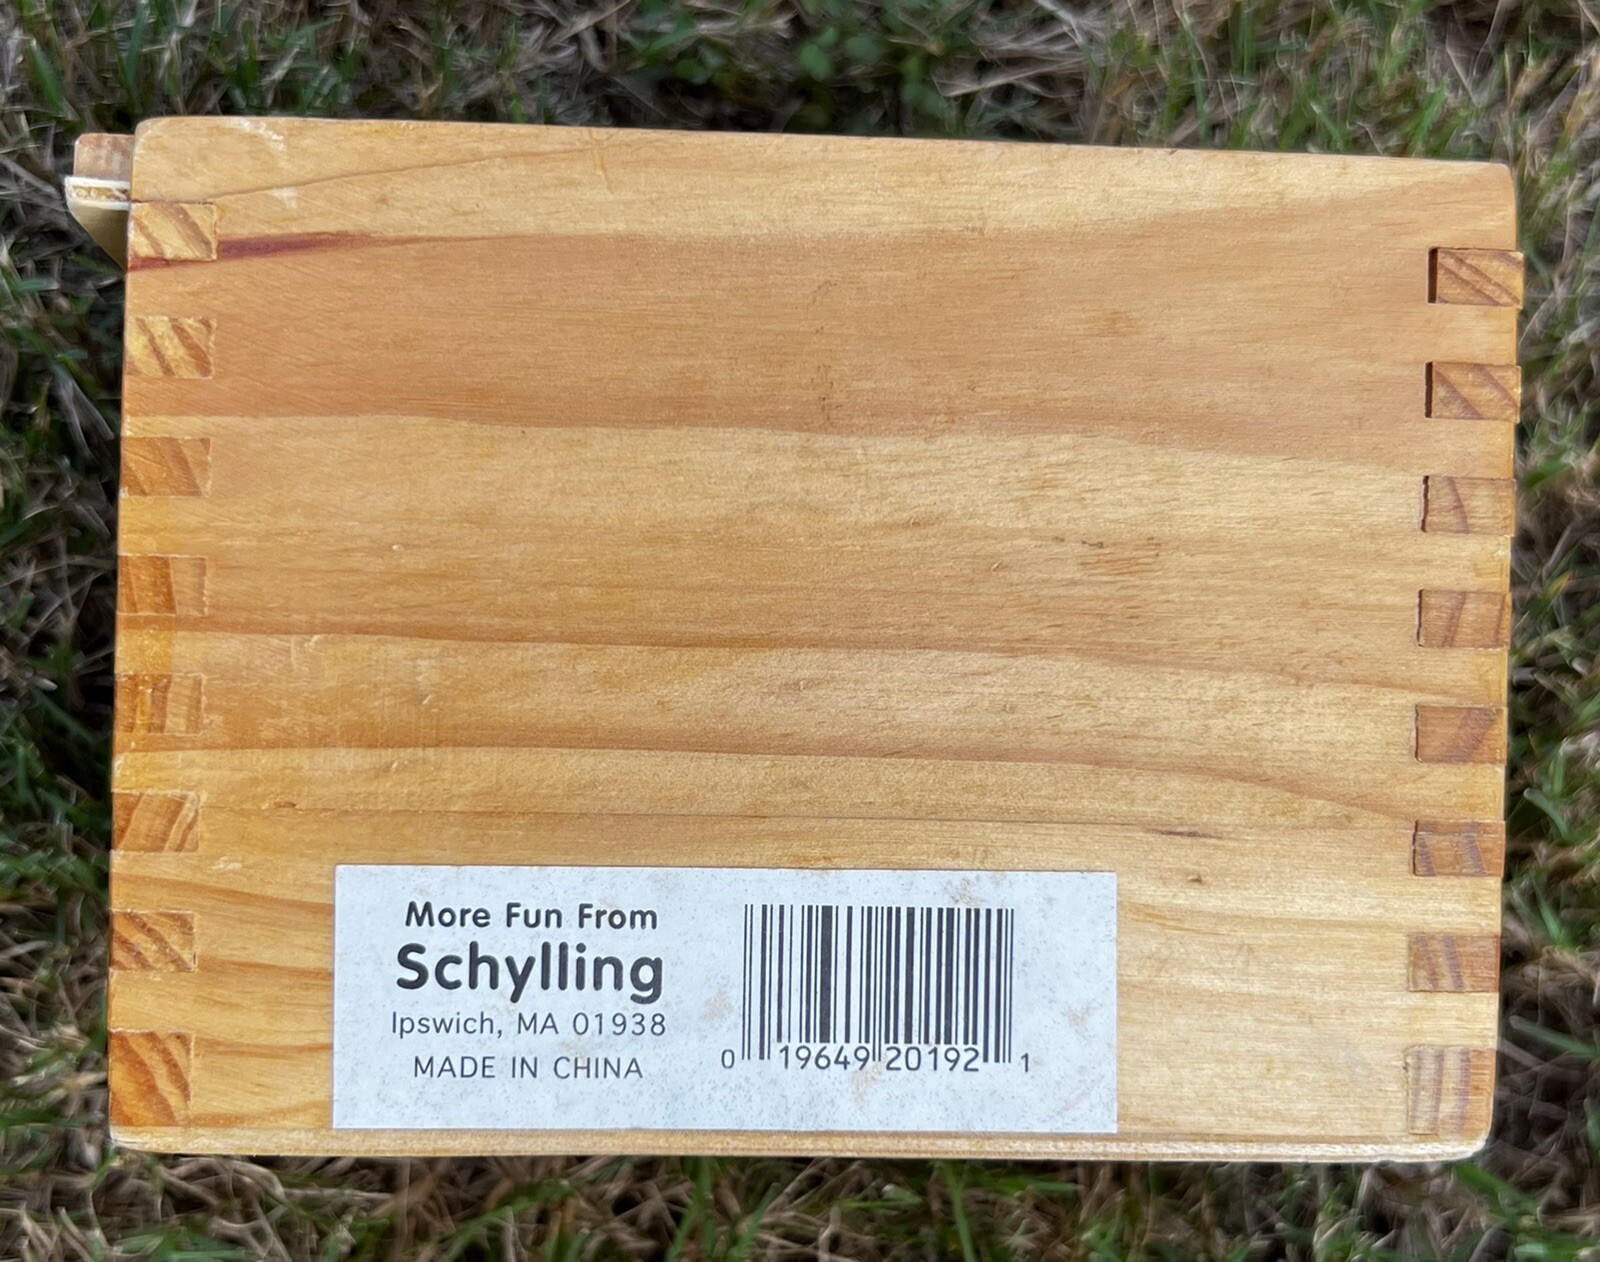 More Fun From
Schylling
Ipswich, MA 01938
MADE IN CHINA
0 19649 20192 1